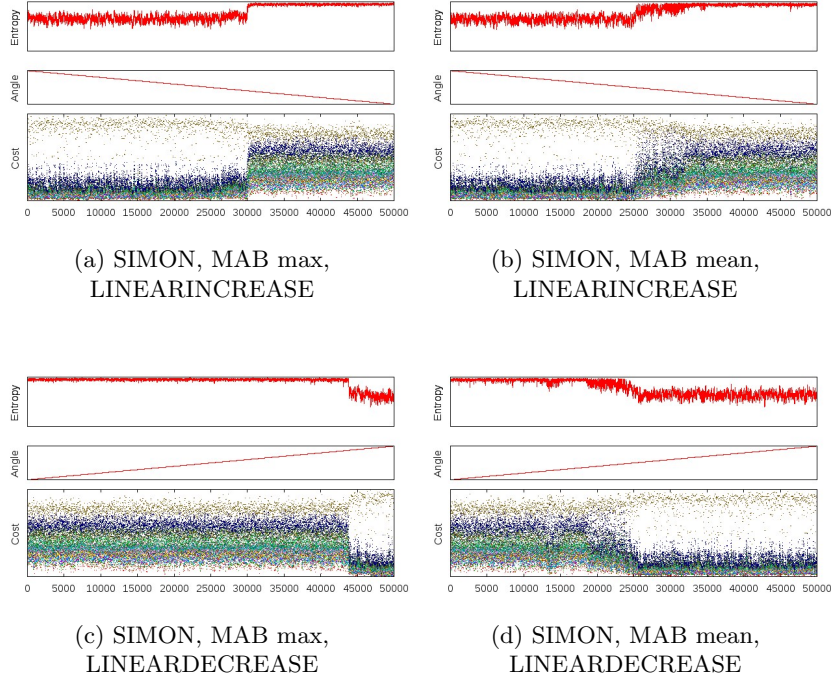 Entropy
Angle
Cost
0 5000 10000 15000 20000 25000 30000 35000 40000 45000 50000
(a) SIMON, MAB max,
LINEARINCREASE
Entropy
Angle
Cost
0 5000 10000 15000 20000 25000 30000 35000 40000 45000 50000
(b) SIMON, MAB mean,
LINEARINCREASE
Entropy
Angle
Cost
0 5000 10000 15000 20000 25000 30000 35000 40000 45000 50000
(c) SIMON, MAB max,
LINEARDECREASE
Entropy
Angle
Cost
0 5000 10000 15000 20000 25000 30000 35000 40000 45000 50000
(d) SIMON, MAB mean,
LINEARDECREASE